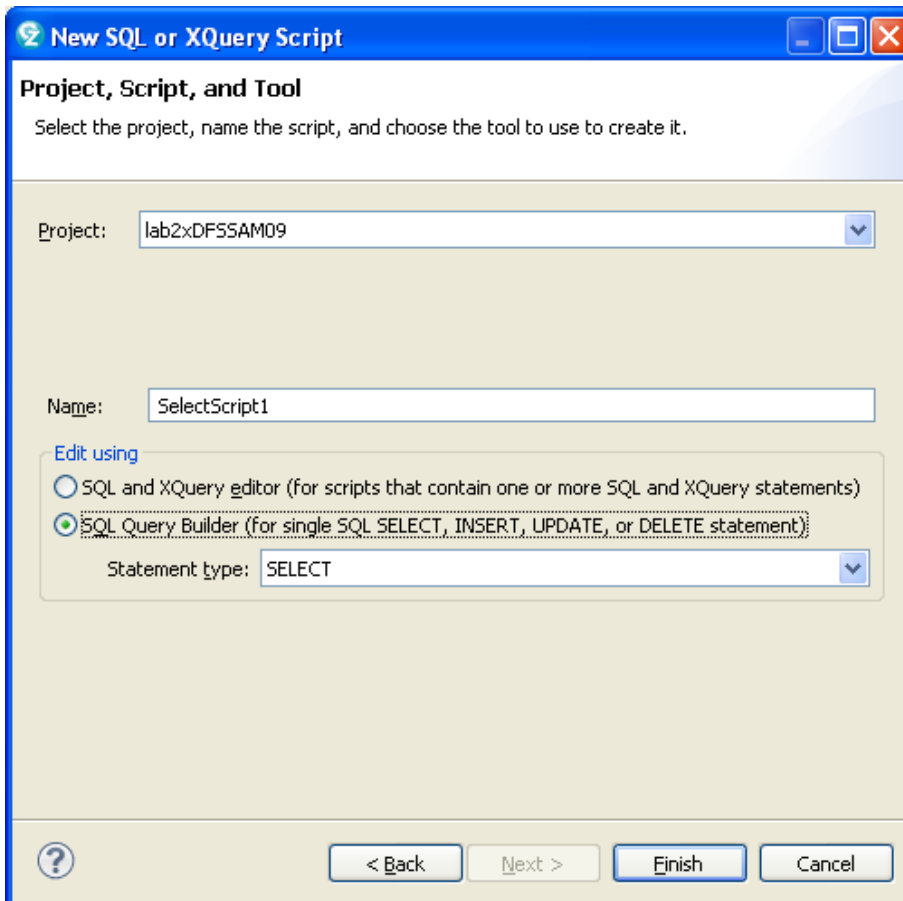 New SQL or XQuery Script
Project, Script, and Tool
Select the project, name the script, and choose the tool to use to create it.
Project: lab2xDFSSAM09
Name: SelectScript1
Edit using
SQL and XQuery editor (for scripts that contain one or more SQL and XQuery statements)
SQL Query Builder (for single SQL SELECT, INSERT, UPDATE, or DELETE statement)
Statement type: SELECT
? < Back Next > Finish Cancel